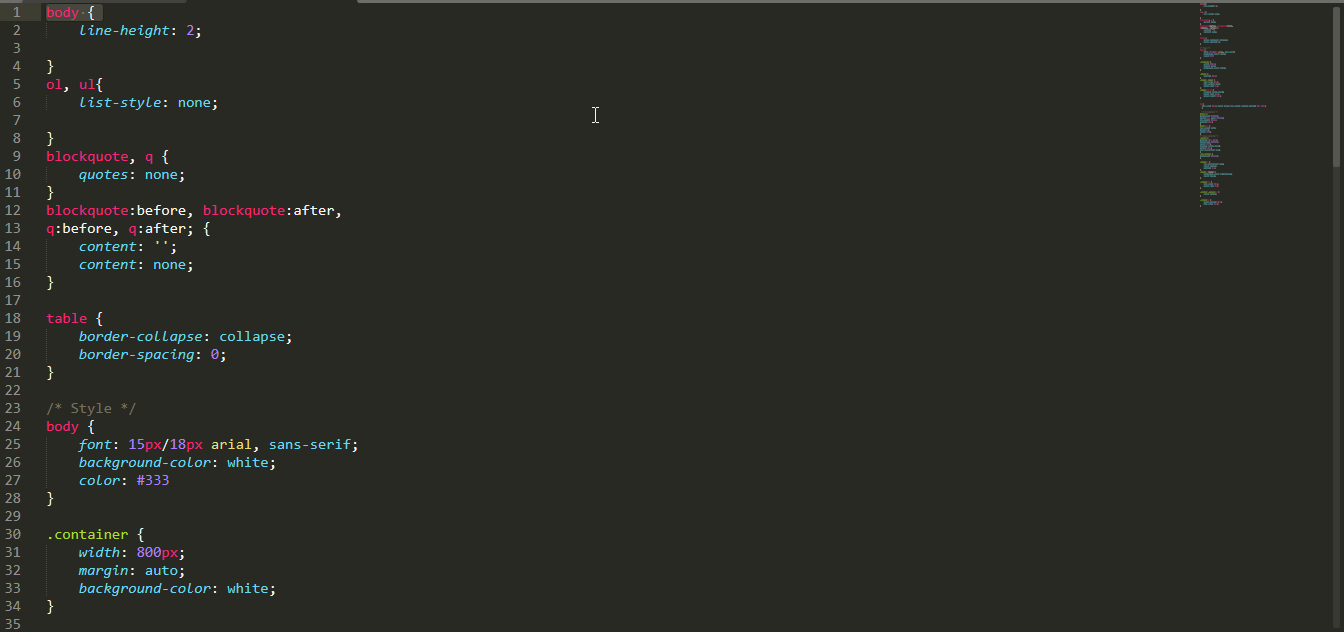 1 body {
2 line-height: 2;
3
4 }
5 ol, ul{
6 list-style: none;
7
8 }
9 blockquote, q {
10 quotes: none;
11 }
12 blockquote:before, blockquote:after,
13 q:before, q:after; {
14 content: '';
15 content: none;
16 }
17
18 table {
19 border-collapse: collapse;
20 border-spacing: 0;
21 }
22
23 /* Style */
24 body {
25 font: 15px/18px arial, sans-serif;
26 background-color: white;
27 color: #333
28 }
29
30 .container {
31 width: 800px;
32 margin: auto;
33 background-color: white;
34 }
35